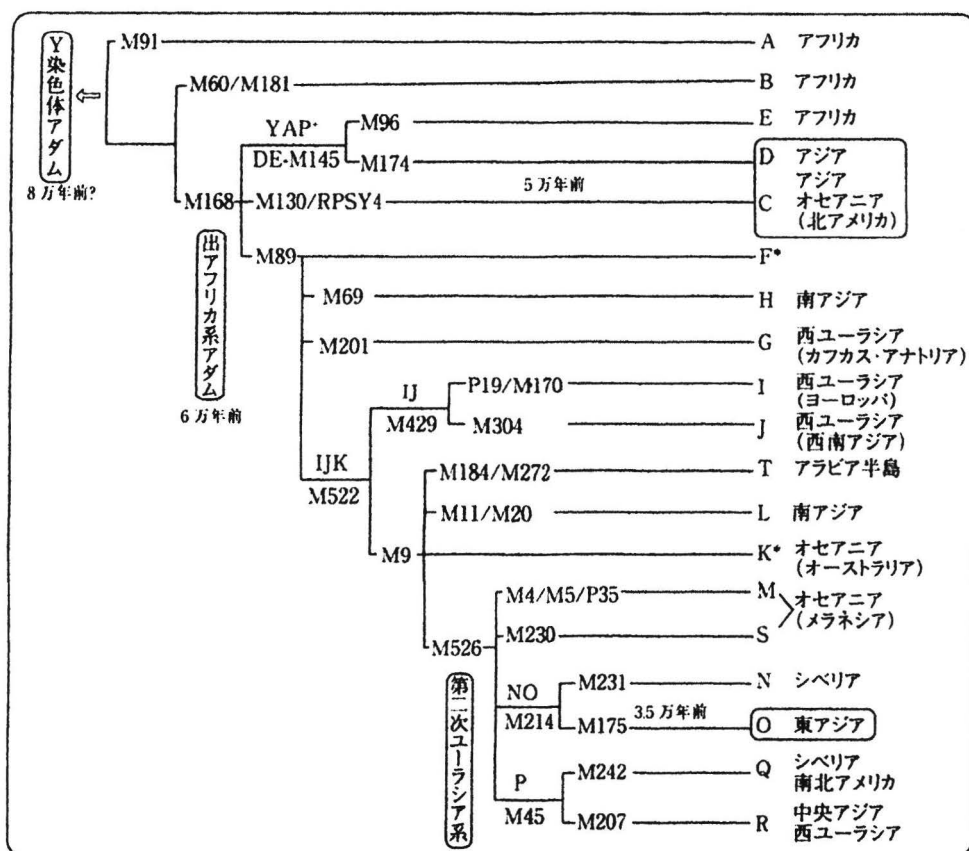 Y染色体アダム
8万年前?
M91
A アフリカ
M60/M181
B アフリカ
YAP⁺
DE·M145
M96
E アフリカ
M174
D アジア
5万年前
M168
M130/RPSY4
C アジア
オセアニア
(北アメリカ)
出アフリカ系アダム
6万年前
M89
F*
M69
H 南アジア
M201
G 西ユーラシア
(カフカス・アナトリア)
IJ
M429
P19/M170
I 西ユーラシア
(ヨーロッパ)
M304
J 西ユーラシア
(西南アジア)
IJK
M522
M184/M272
T アラビア半島
M11/M20
L 南アジア
M9
K* オセアニア
(オーストラリア)
M4/M5/P35
M オセアニア
(メラネシア)
M230
S
M526
第二次ユーラシア系
NO
M214
M231
N シベリア
M175
3.5万年前
O 東アジア
P
M45
M242
Q シベリア
南北アメリカ
M207
R 中央アジア
西ユーラシア